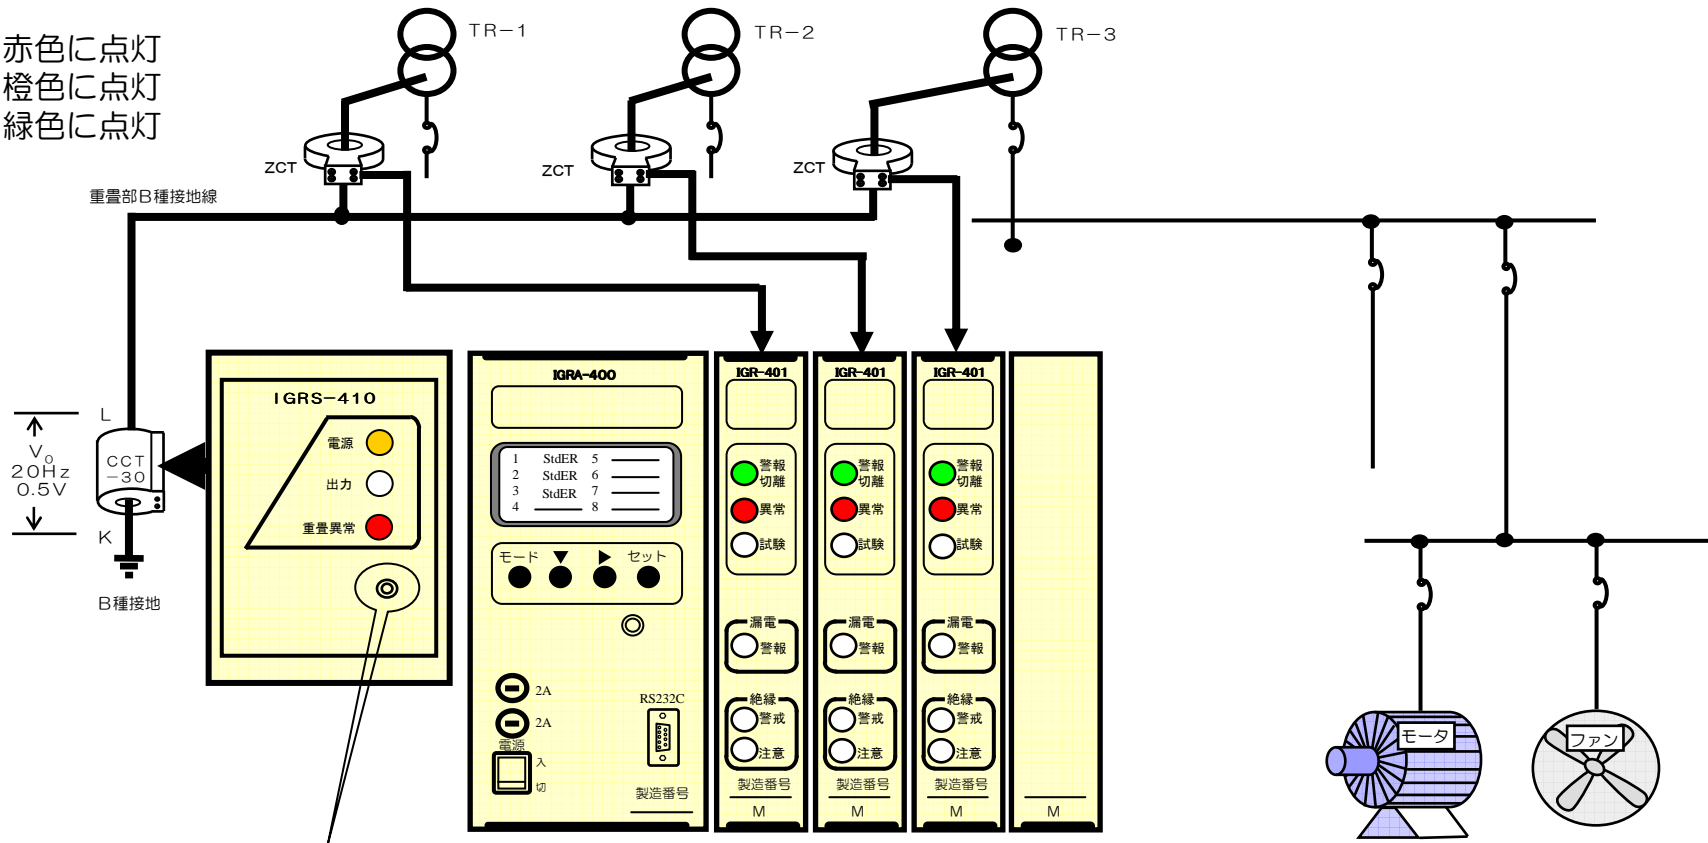 赤色に点灯
橙色に点灯
緑色に点灯
TR-1
TR-2
TR-3
ZCT
ZCT
ZCT
重畳部B種接地線
L
V0
20Hz
0.5V
CCT
-30
K
B種接地
IGRS-410
電源
出力
重畳異常
IGRA-400
1 StdER 5
2 StdER 6
3 StdER 7
4 8
モード ▼ ▶ セット
2A
2A
電源
入
切
RS232C
製造番号
IGR-401
警報
切離
異常
試験
漏電
警報
絶縁
警戒
注意
製造番号
M
IGR-401
警報
切離
異常
試験
漏電
警報
絶縁
警戒
注意
製造番号
M
IGR-401
警報
切離
異常
試験
漏電
警報
絶縁
警戒
注意
製造番号
M
M
モータ
ファン